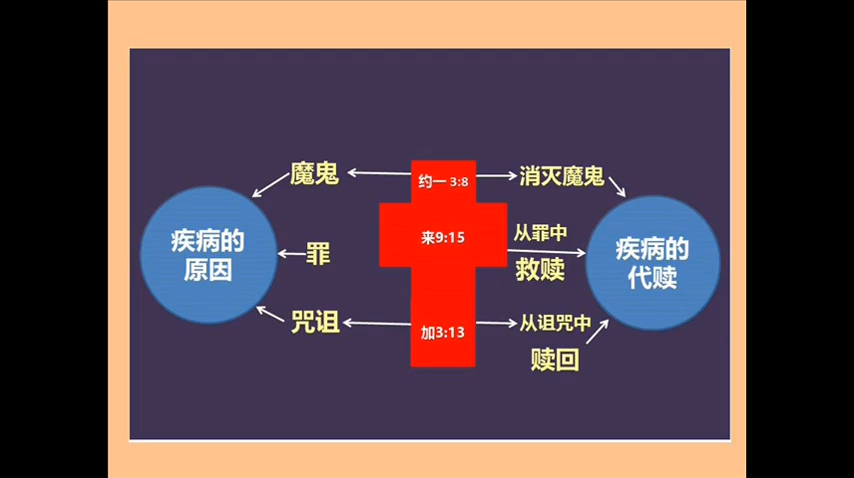 魔鬼
约一 3:8
消灭魔鬼
疾病的
原因
罪
来9:15
从罪中
救赎
疾病的
代赎
咒诅
加3:13
从诅咒中
赎回